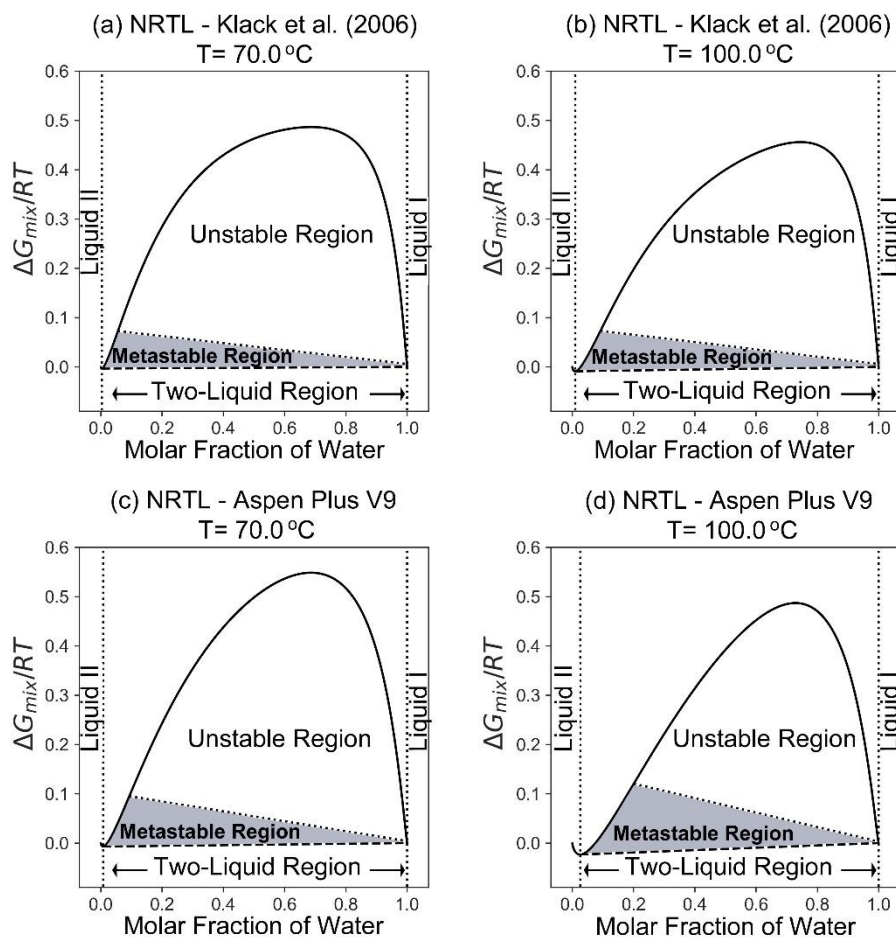 (a) NRTL - Klack et al. (2006)
T= 70.0 °C
0.6
0.5
0.4
0.3
0.2
0.1
0.0
ΔG_mix/RT
Liquid II
Unstable Region
Liquid I
Metastable Region
Two-Liquid Region
0.0 0.2 0.4 0.6 0.8 1.0
Molar Fraction of Water
(b) NRTL - Klack et al. (2006)
T= 100.0 °C
0.6
0.5
0.4
0.3
0.2
0.1
0.0
ΔG_mix/RT
Liquid II
Unstable Region
Liquid I
Metastable Region
Two-Liquid Region
0.0 0.2 0.4 0.6 0.8 1.0
Molar Fraction of Water
(c) NRTL - Aspen Plus V9
T= 70.0 °C
0.6
0.5
0.4
0.3
0.2
0.1
0.0
ΔG_mix/RT
Liquid II
Unstable Region
Liquid I
Metastable Region
Two-Liquid Region
0.0 0.2 0.4 0.6 0.8 1.0
Molar Fraction of Water
(d) NRTL - Aspen Plus V9
T= 100.0 °C
0.6
0.5
0.4
0.3
0.2
0.1
0.0
ΔG_mix/RT
Liquid II
Unstable Region
Liquid I
Metastable Region
Two-Liquid Region
0.0 0.2 0.4 0.6 0.8 1.0
Molar Fraction of Water